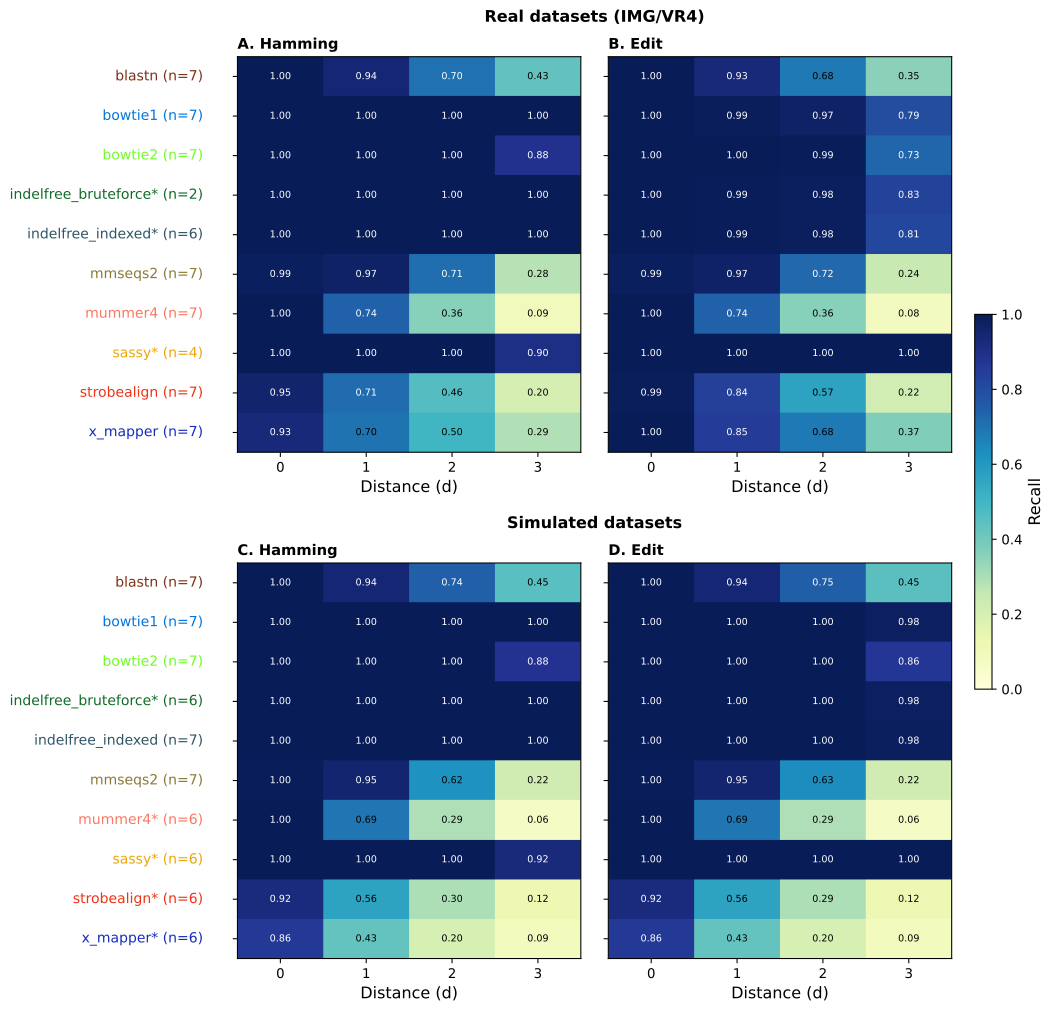 Real datasets (IMG/VR4)
A. Hamming
B. Edit
blastn (n=7) 1.00 0.94 0.70 0.43 1.00 0.93 0.68 0.35
bowtie1 (n=7) 1.00 1.00 1.00 1.00 1.00 0.99 0.97 0.79
bowtie2 (n=7) 1.00 1.00 1.00 0.88 1.00 1.00 0.99 0.73
indelfree_bruteforce* (n=2) 1.00 1.00 1.00 1.00 1.00 0.99 0.98 0.83
indelfree_indexed* (n=6) 1.00 1.00 1.00 1.00 1.00 0.99 0.98 0.81
mmseqs2 (n=7) 0.99 0.97 0.71 0.28 0.99 0.97 0.72 0.24
mummer4 (n=7) 1.00 0.74 0.36 0.09 1.00 0.74 0.36 0.08
sassy* (n=4) 1.00 1.00 1.00 0.90 1.00 1.00 1.00 1.00
strobealign (n=7) 0.95 0.71 0.46 0.20 0.99 0.84 0.57 0.22
x_mapper (n=7) 0.93 0.70 0.50 0.29 1.00 0.85 0.68 0.37
0 1 2 3 0 1 2 3
Distance (d)
Distance (d)
Simulated datasets
C. Hamming
D. Edit
blastn (n=7) 1.00 0.94 0.74 0.45 1.00 0.94 0.75 0.45
bowtie1 (n=7) 1.00 1.00 1.00 1.00 1.00 1.00 1.00 0.98
bowtie2 (n=7) 1.00 1.00 1.00 0.88 1.00 1.00 1.00 0.86
indelfree_bruteforce* (n=6) 1.00 1.00 1.00 1.00 1.00 1.00 1.00 0.98
indelfree_indexed (n=7) 1.00 1.00 1.00 1.00 1.00 1.00 1.00 0.98
mmseqs2 (n=7) 1.00 0.95 0.62 0.22 1.00 0.95 0.63 0.22
mummer4* (n=6) 1.00 0.69 0.29 0.06 1.00 0.69 0.29 0.06
sassy* (n=6) 1.00 1.00 1.00 0.92 1.00 1.00 1.00 1.00
strobealign* (n=6) 0.92 0.56 0.30 0.12 0.92 0.56 0.29 0.12
x_mapper* (n=6) 0.86 0.43 0.20 0.09 0.86 0.43 0.20 0.09
0 1 2 3 0 1 2 3
Distance (d)
Distance (d)
1.0
0.8
0.6
0.4
0.2
0.0
Recall